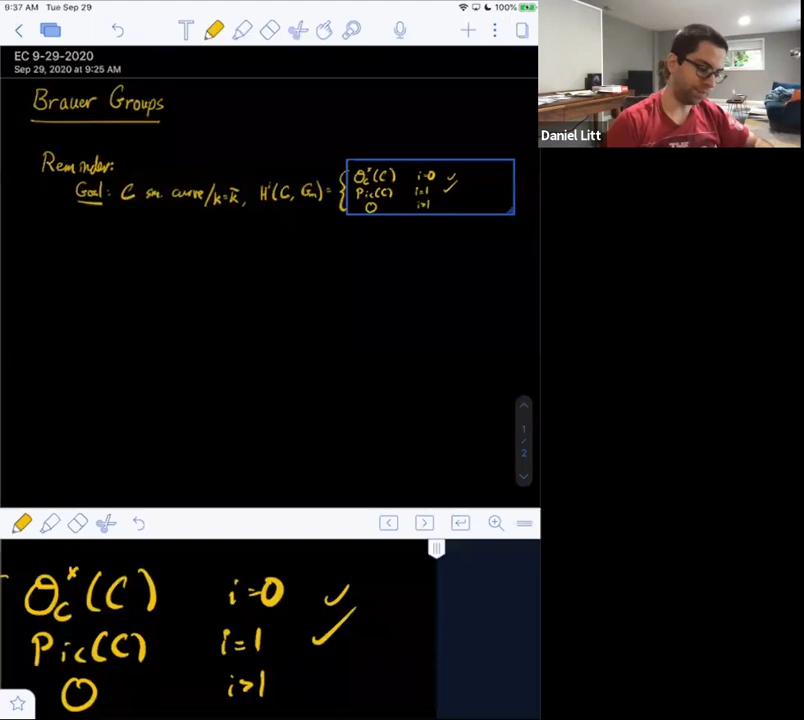 9:37 AM Tue Sep 29
100%
T
EC 9-29-2020
Sep 29, 2020 at 9:25 AM
Brauer Groups
Daniel Litt
Reminder:
Goal: C sm. curve/k=k̄, Hⁱ(C, Gₘ) = { O_C^*(C) i=0 ✓
Pic(C) i=1 ✓
0 i>1
1
/
2
O_C^*(C) i=0 ✓
Pic(C) i=1 ✓
0 i>1